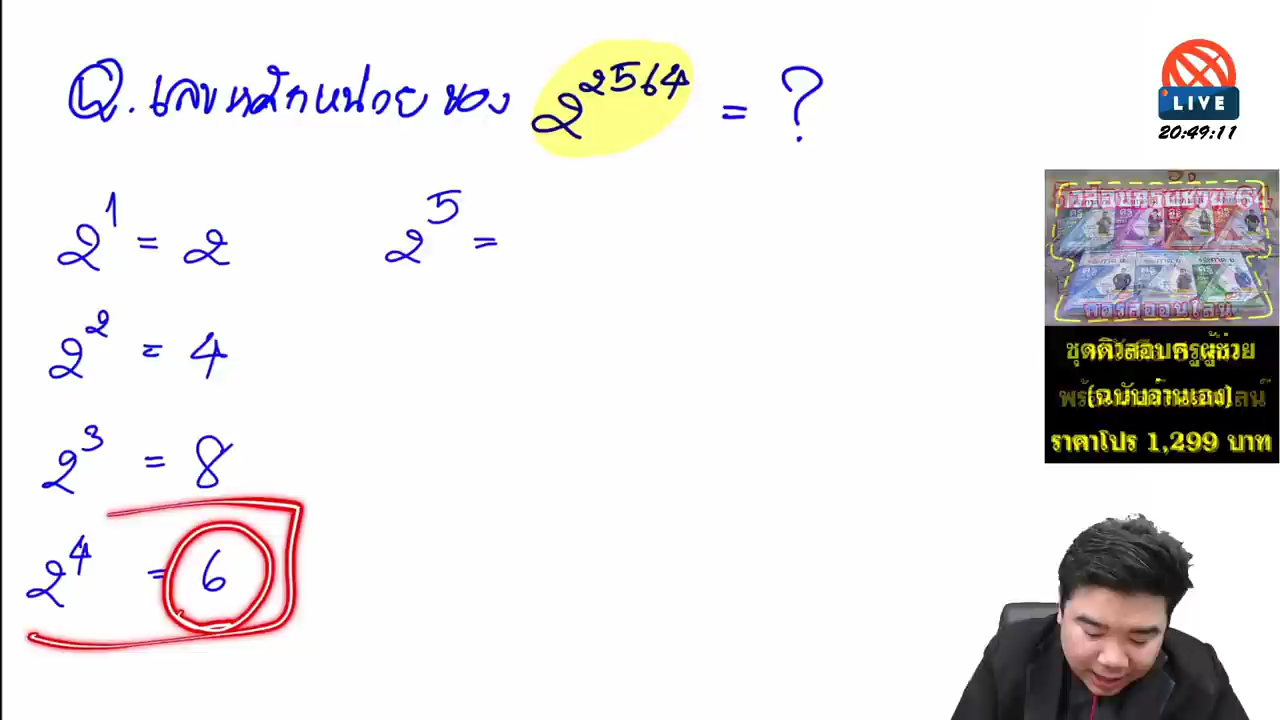 Q. เลขหลักหน่วยของ 2^2564 = ?
2^1 = 2
2^5 =
2^2 = 4
2^3 = 8
2^4 = 6
LIVE
20:49:11
ชุดติวสอบครูผู้ช่วย
(ฉบับอ่านเอง)
ราคาโปร 1,299 บาท